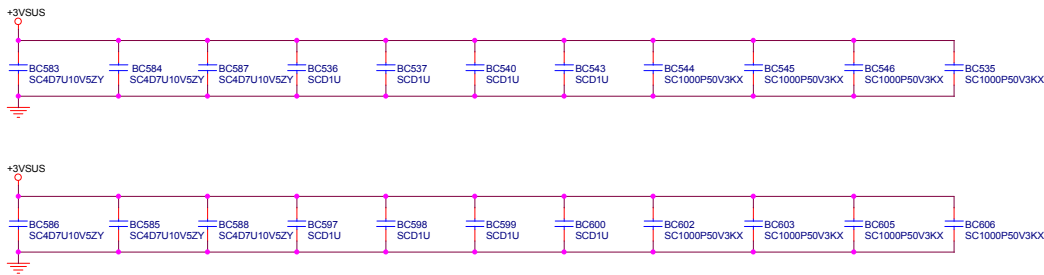 +3VSUS
BC583 BC584 BC587 BC536 BC537 BC540 BC543 BC544 BC545 BC546 BC535
SC4D7U10V5ZY SC4D7U10V5ZY SC4D7U10V5ZY SCD1U SCD1U SCD1U SCD1U SC1000P50V3KX SC1000P50V3KX SC1000P50V3KX SC1000P50V3KX
+3VSUS
BC586 BC585 BC588 BC597 BC598 BC599 BC600 BC602 BC603 BC605 BC606
SC4D7U10V5ZY SC4D7U10V5ZY SC4D7U10V5ZY SCD1U SCD1U SCD1U SCD1U SC1000P50V3KX SC1000P50V3KX SC1000P50V3KX SC1000P50V3KX